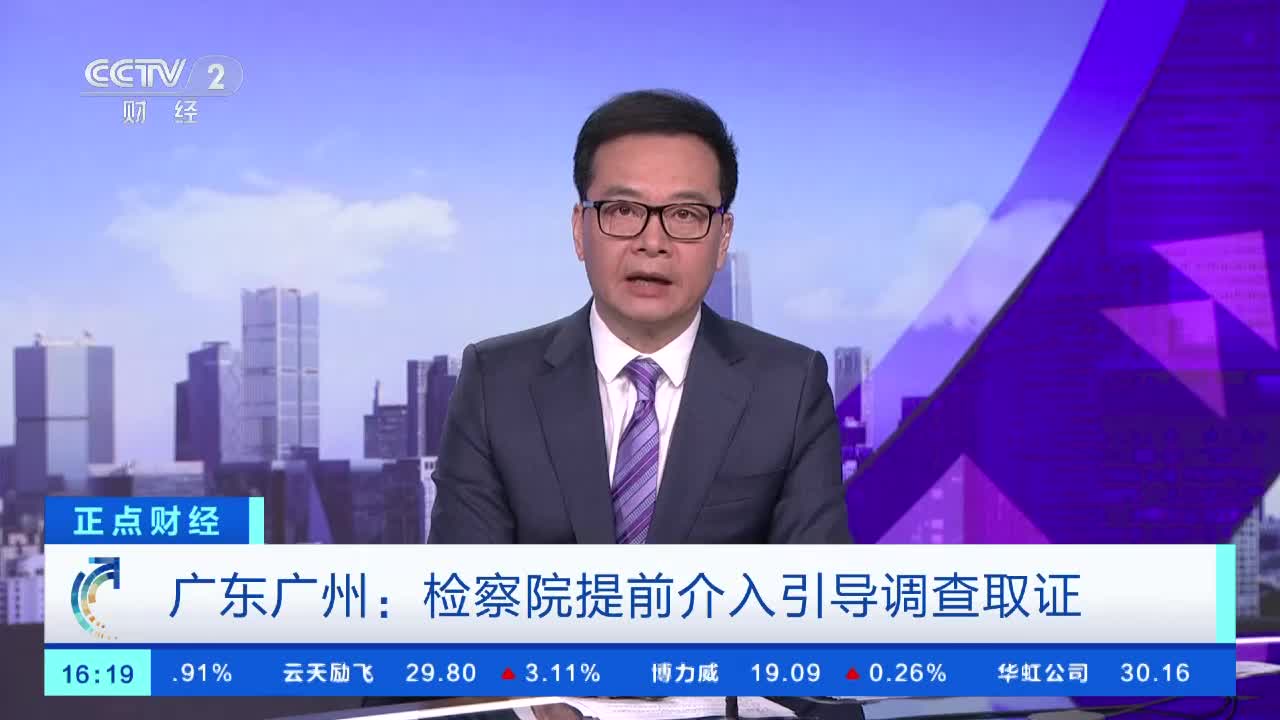 CCTV 2
财 经
正点财经
广东广州：检察院提前介入引导调查取证
16:19 .91% 云天励飞 29.80 ▲ 3.11% 博力威 19.09 ▲ 0.26% 华虹公司 30.16